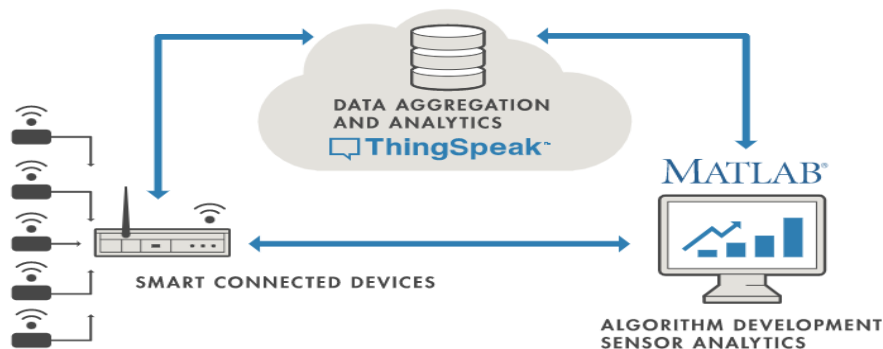 DATA AGGREGATION
AND ANALYTICS
ThingSpeak™
MATLAB®
SMART CONNECTED DEVICES
ALGORITHM DEVELOPMENT
SENSOR ANALYTICS